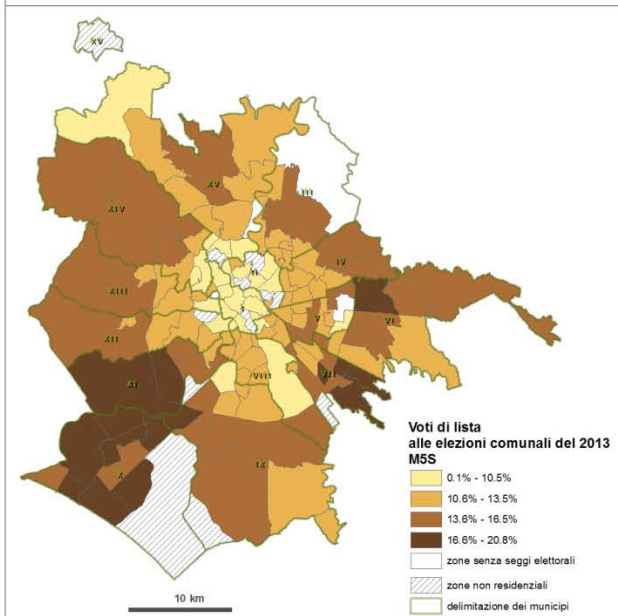 XV
XV
III
XIV
IV
II
XIII
I
V
VI
XII
VIII
VII
XI
IX
X
Voti di lista
alle elezioni comunali del 2013
M5S
0.1% - 10.5%
10.6% - 13.5%
13.6% - 16.5%
16.6% - 20.8%
zone senza seggi elettorali
zone non residenziali
delimitazione dei municipi
10 km